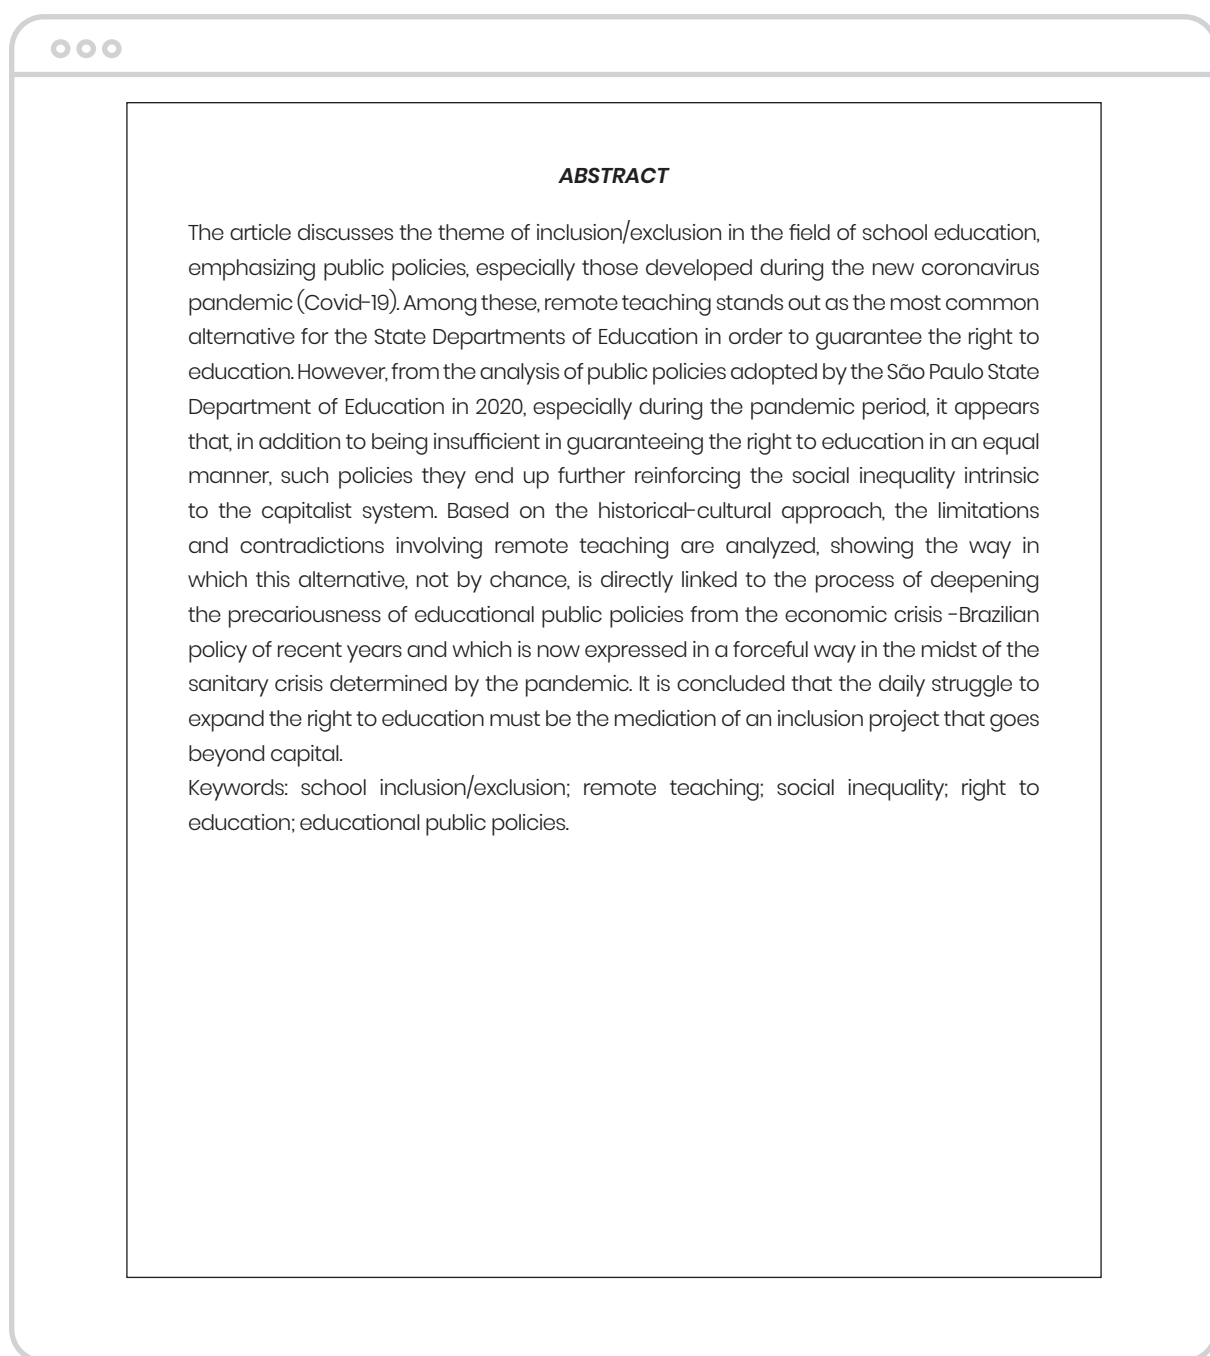 ABSTRACT
The article discusses the theme of inclusion/exclusion in the field of school education,
emphasizing public policies, especially those developed during the new coronavirus
pandemic (Covid-19). Among these, remote teaching stands out as the most common
alternative for the State Departments of Education in order to guarantee the right to
education. However, from the analysis of public policies adopted by the São Paulo State
Department of Education in 2020, especially during the pandemic period, it appears
that, in addition to being insufficient in guaranteeing the right to education in an equal
manner, such policies they end up further reinforcing the social inequality intrinsic
to the capitalist system. Based on the historical-cultural approach, the limitations
and contradictions involving remote teaching are analyzed, showing the way in
which this alternative, not by chance, is directly linked to the process of deepening
the precariousness of educational public policies from the economic crisis -Brazilian
policy of recent years and which is now expressed in a forceful way in the midst of the
sanitary crisis determined by the pandemic. It is concluded that the daily struggle to
expand the right to education must be the mediation of an inclusion project that goes
beyond capital.
Keywords: school inclusion/exclusion; remote teaching; social inequality; right to
education; educational public policies.